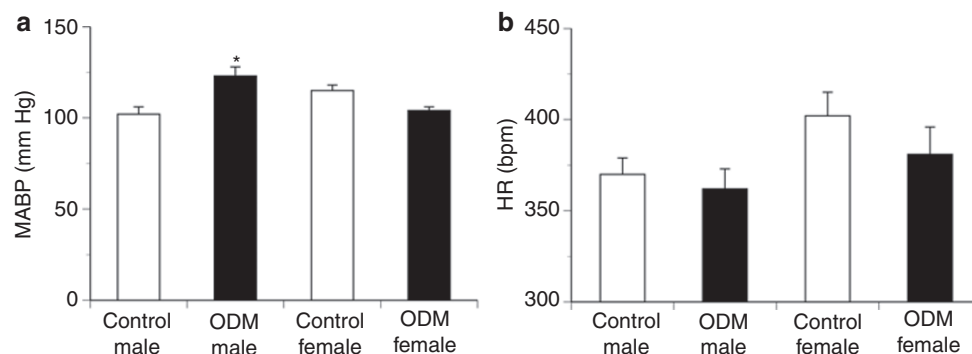 a
150
100
50
0
MABP (mm Hg)
*
Control
male
ODM
male
Control
female
ODM
female
b
450
400
350
300
HR (bpm)
Control
male
ODM
male
Control
female
ODM
female